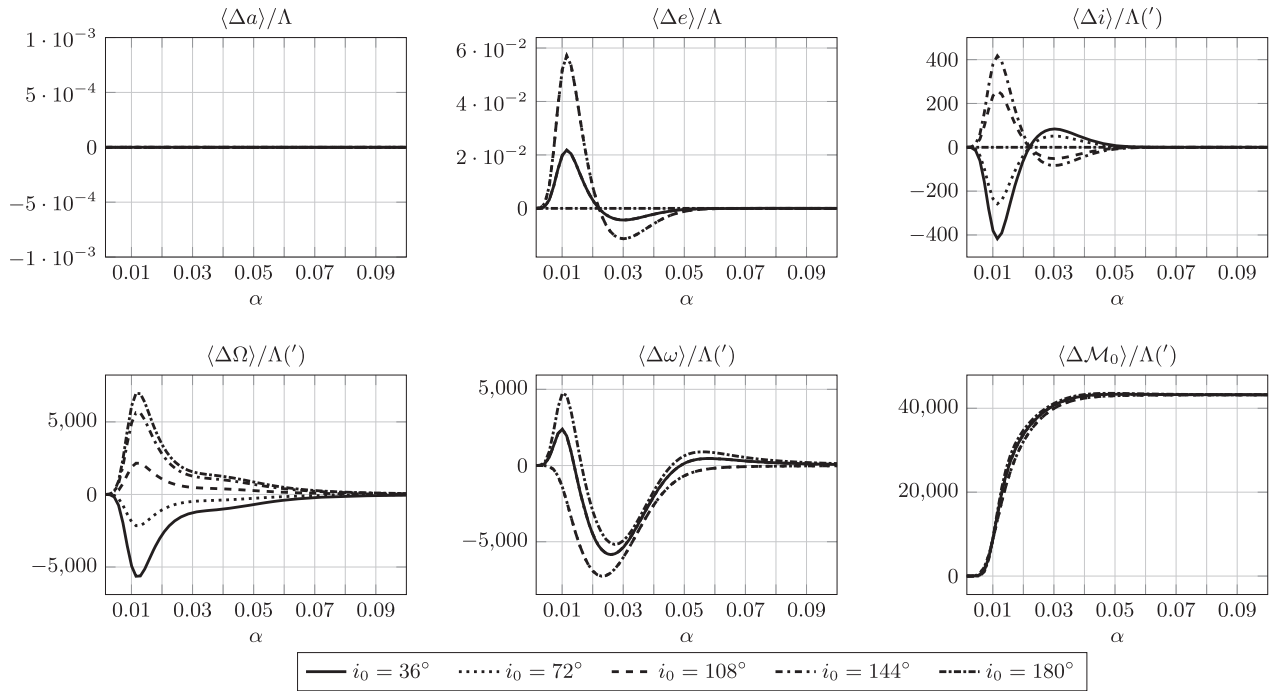 ⟨Δa⟩/Λ
1 · 10⁻³
5 · 10⁻⁴
0
−5 · 10⁻⁴
−1 · 10⁻³
0.01 0.03 0.05 0.07 0.09
α
⟨Δe⟩/Λ
6 · 10⁻²
4 · 10⁻²
2 · 10⁻²
0
0.01 0.03 0.05 0.07 0.09
α
⟨Δi⟩/Λ(′)
400
200
0
−200
−400
0.01 0.03 0.05 0.07 0.09
α
⟨ΔΩ⟩/Λ(′)
5,000
0
−5,000
0.01 0.03 0.05 0.07 0.09
α
⟨Δω⟩/Λ(′)
5,000
0
−5,000
0.01 0.03 0.05 0.07 0.09
α
⟨Δℳ₀⟩/Λ(′)
40,000
20,000
0
0.01 0.03 0.05 0.07 0.09
α
i₀ = 36° i₀ = 72° i₀ = 108° i₀ = 144° i₀ = 180°